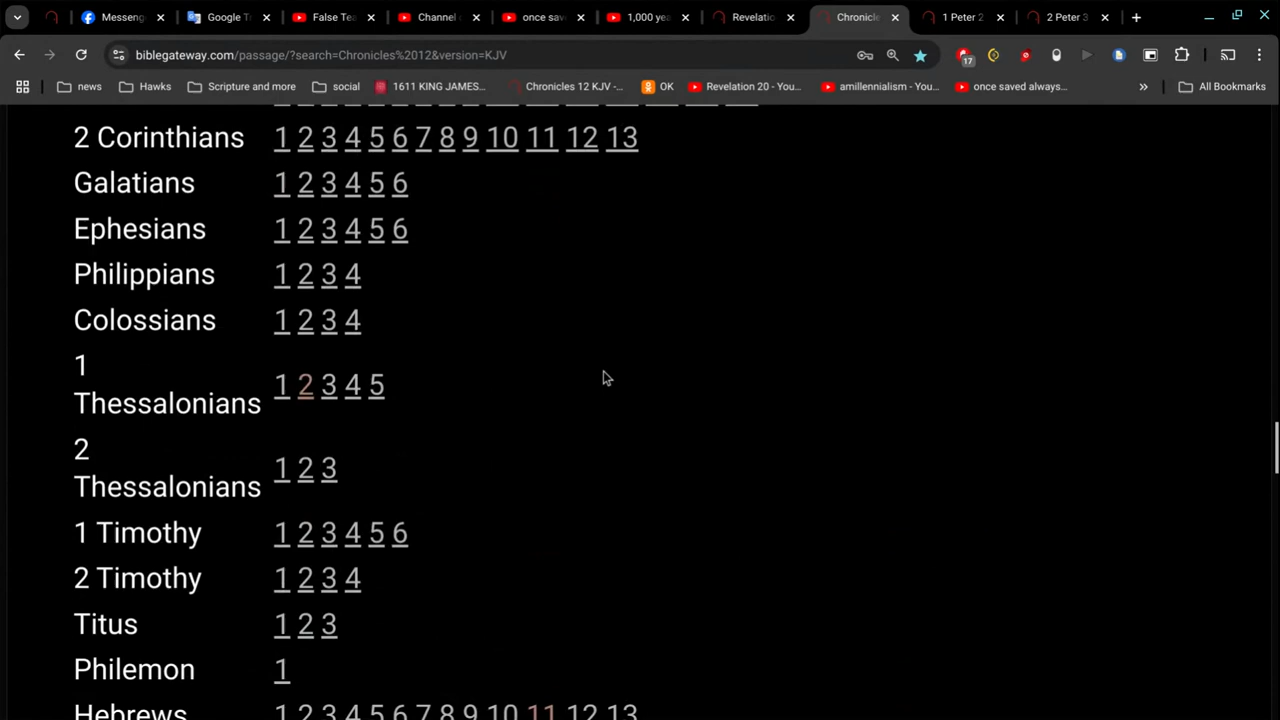 Messeng
Google T
False Tea
Channel
once sav
1,000 yea
Revelatio
Chronicle
1 Peter 2
2 Peter 3
biblegateway.com/passage/?search=Chronicles%2012&version=KJV
17
news
Hawks
Scripture and more
social
1611 KING JAMES...
Chronicles 12 KJV -...
OK
Revelation 20 - You...
amillennialism - You...
once saved always...
»
All Bookmarks
2 Corinthians 1 2 3 4 5 6 7 8 9 10 11 12 13
Galatians 1 2 3 4 5 6
Ephesians 1 2 3 4 5 6
Philippians 1 2 3 4
Colossians 1 2 3 4
1
Thessalonians 1 2 3 4 5
2
Thessalonians 1 2 3
1 Timothy 1 2 3 4 5 6
2 Timothy 1 2 3 4
Titus 1 2 3
Philemon 1
Hebrews 1 2 3 4 5 6 7 8 9 10 11 12 13